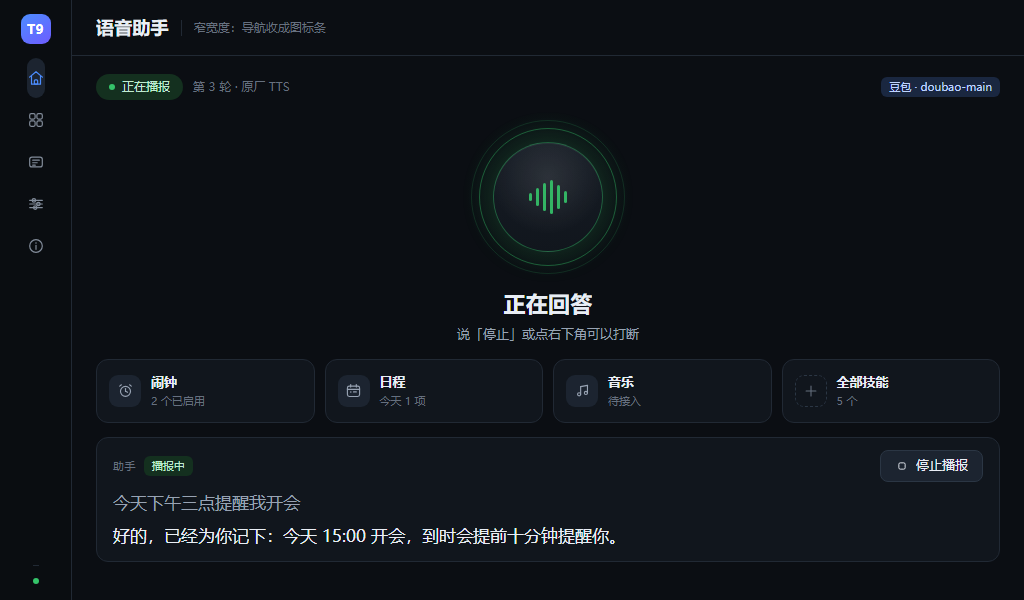 T9
语音助手
窄宽度：导航收成图标条
正在播报
第 3 轮 · 原厂 TTS
豆包 · doubao-main
正在回答
说「停止」或点右下角可以打断
闹钟
2 个已启用
日程
今天 1 项
音乐
待接入
全部技能
5 个
助手
播报中
停止播报
今天下午三点提醒我开会
好的，已经为你记下：今天 15:00 开会，到时会提前十分钟提醒你。